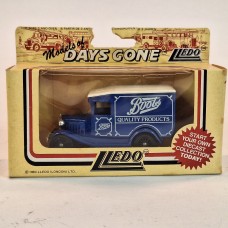 Models of
DAYS GONE
LLEDO
Boots
QUALITY PRODUCTS
Boots
START
YOUR OWN
DIECAST
COLLECTION
TODAY!
LLEDO